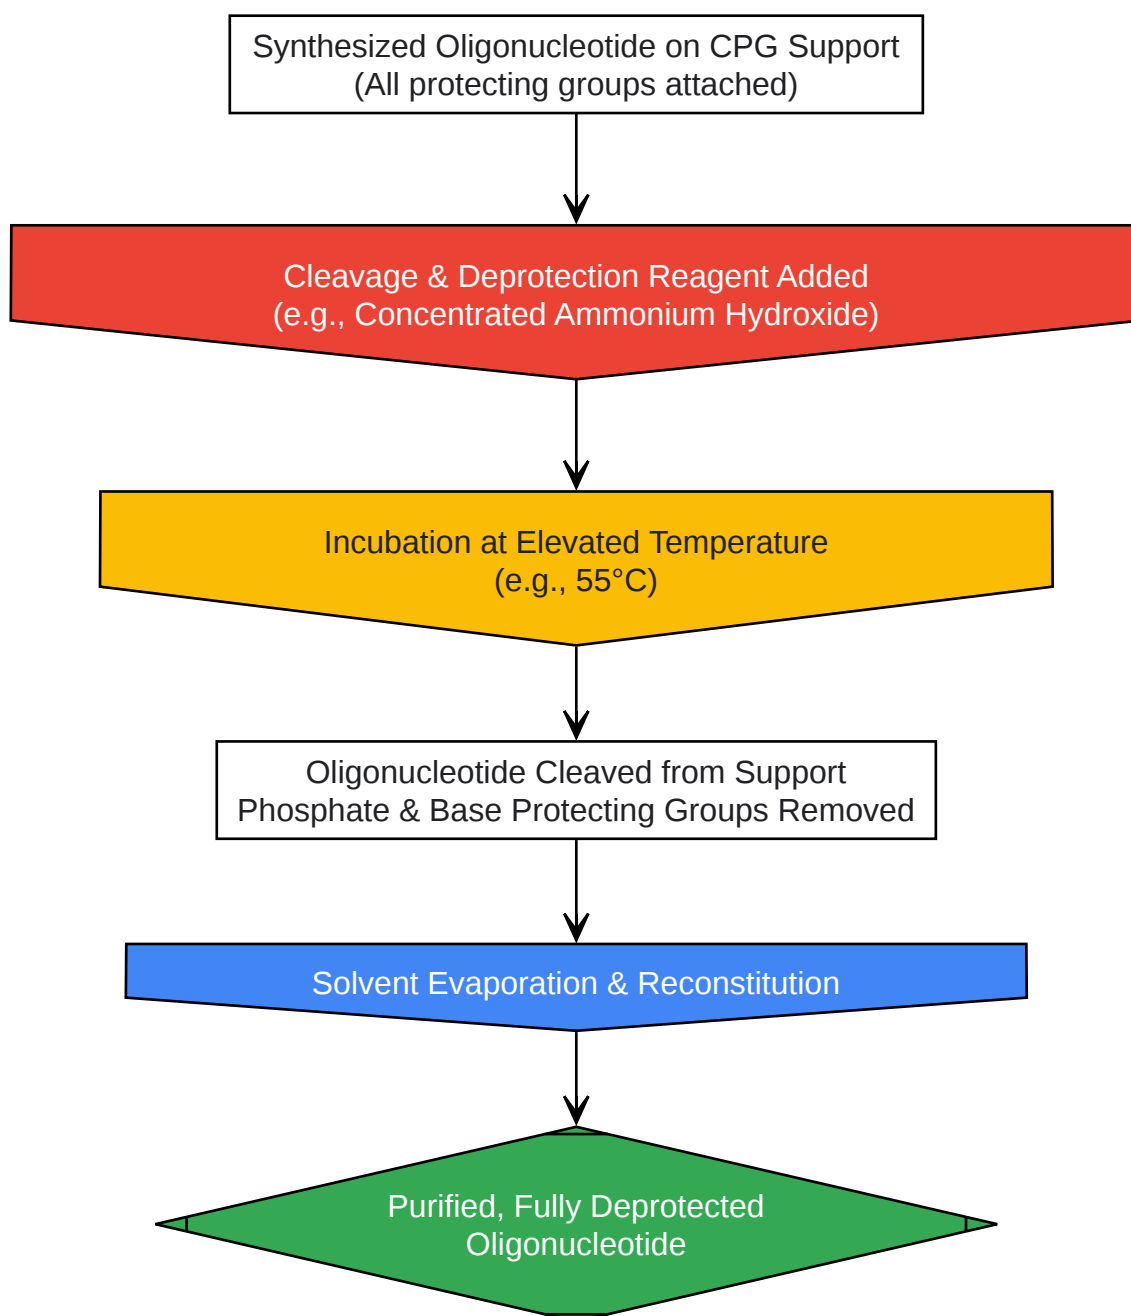 Synthesized Oligonucleotide on CPG Support
(All protecting groups attached)
Cleavage & Deprotection Reagent Added
(e.g., Concentrated Ammonium Hydroxide)
Incubation at Elevated Temperature
(e.g., 55°C)
Oligonucleotide Cleaved from Support
Phosphate & Base Protecting Groups Removed
Solvent Evaporation & Reconstitution
Purified, Fully Deprotected
Oligonucleotide